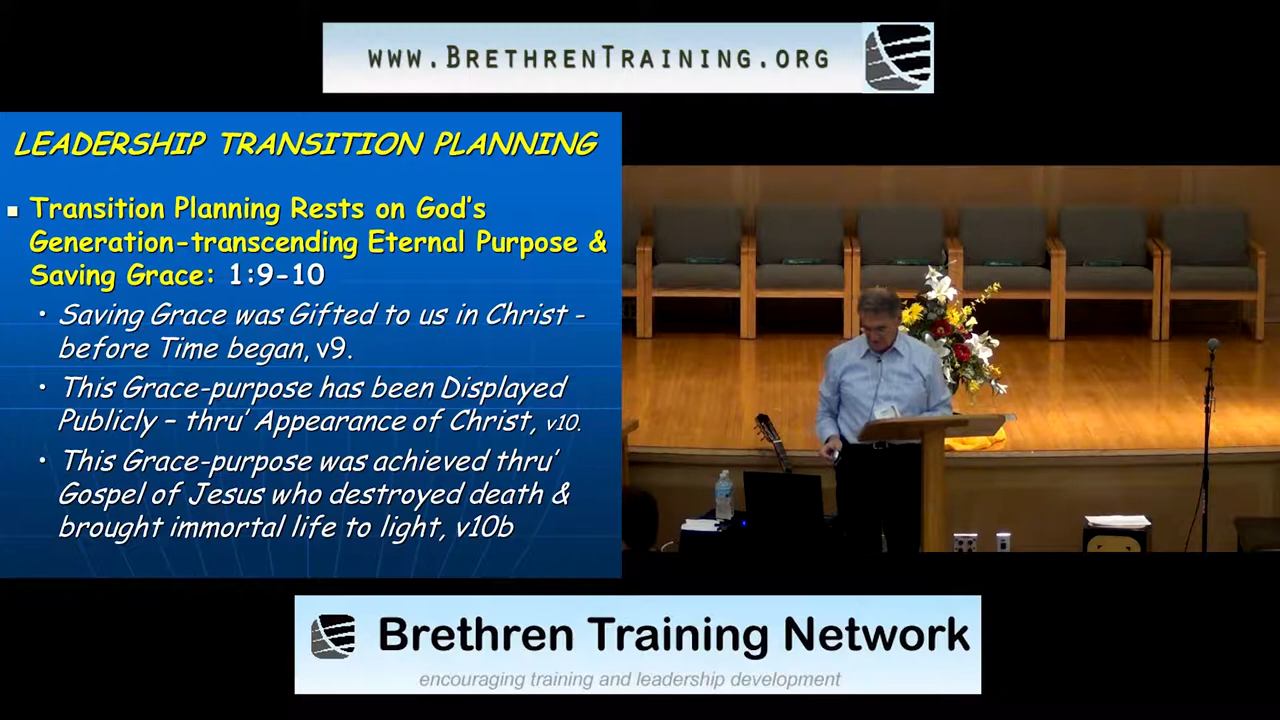 www.BrethrenTraining.org
LEADERSHIP TRANSITION PLANNING
Transition Planning Rests on God's
Generation-transcending Eternal Purpose &
Saving Grace: 1:9-10
• Saving Grace was Gifted to us in Christ -
before Time began, v9.
• This Grace-purpose has been Displayed
Publicly – thru' Appearance of Christ, v10.
• This Grace-purpose was achieved thru'
Gospel of Jesus who destroyed death &
brought immortal life to light, v10b
Brethren Training Network
encouraging training and leadership development